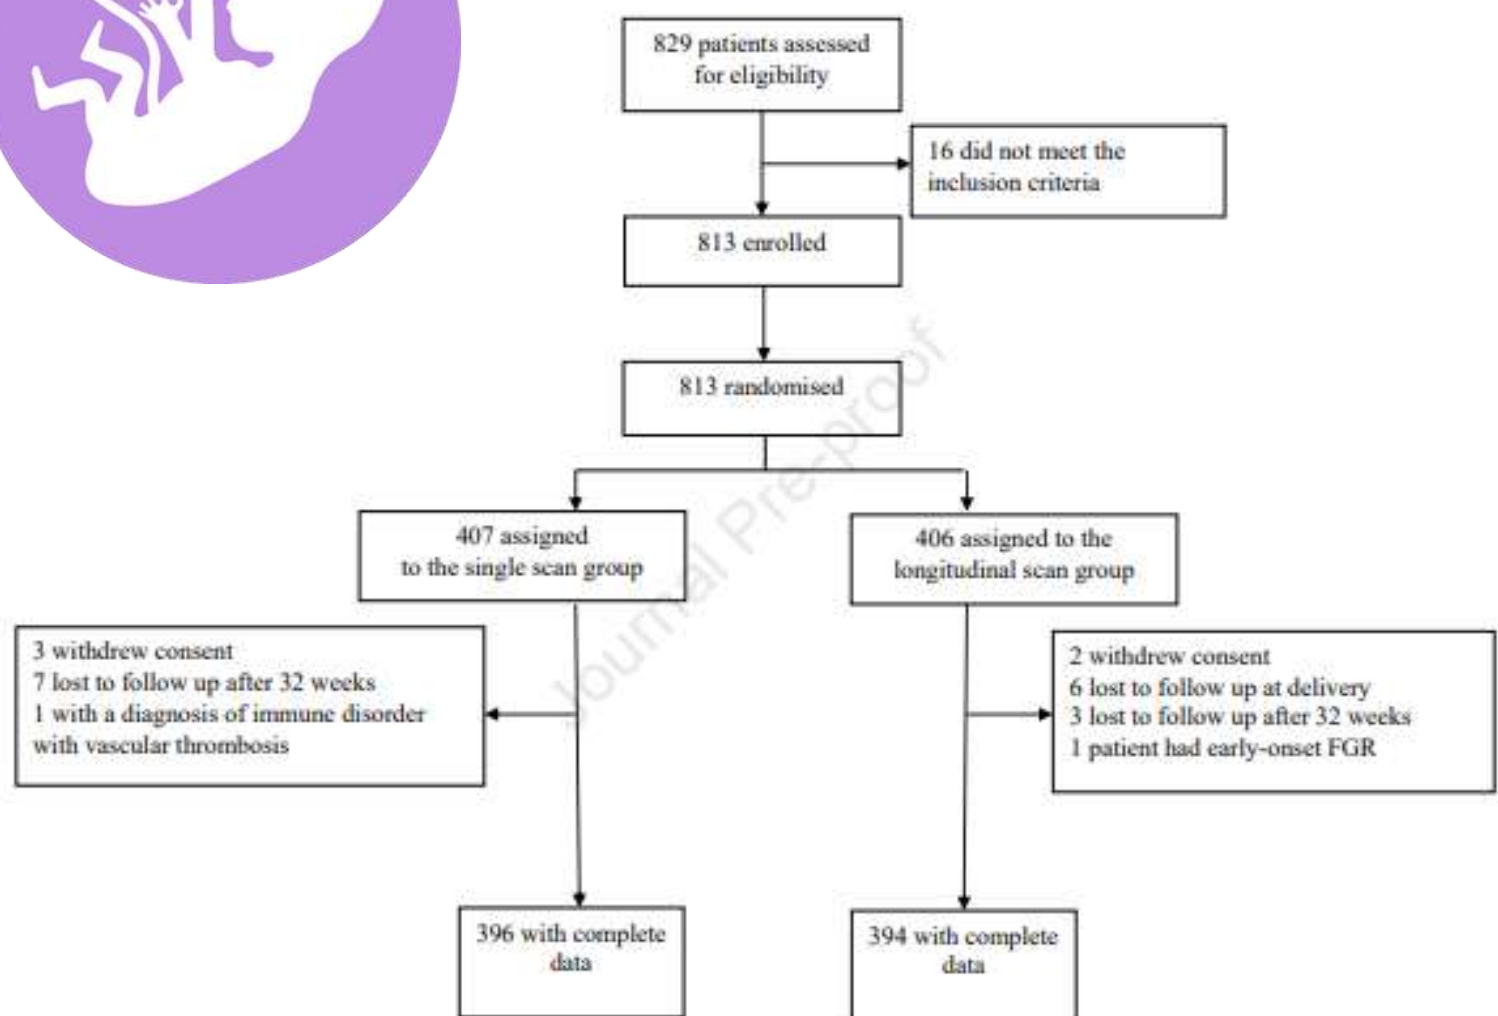 829 patients assessed
for eligibility
16 did not meet the
inclusion criteria
813 enrolled
813 randomised
407 assigned
to the single scan group
406 assigned to the
longitudinal scan group
3 withdrew consent
7 lost to follow up after 32 weeks
1 with a diagnosis of immune disorder
with vascular thrombosis
2 withdrew consent
6 lost to follow up at delivery
3 lost to follow up after 32 weeks
1 patient had early-onset FGR
396 with complete
data
394 with complete
data
Journal Pre-proof